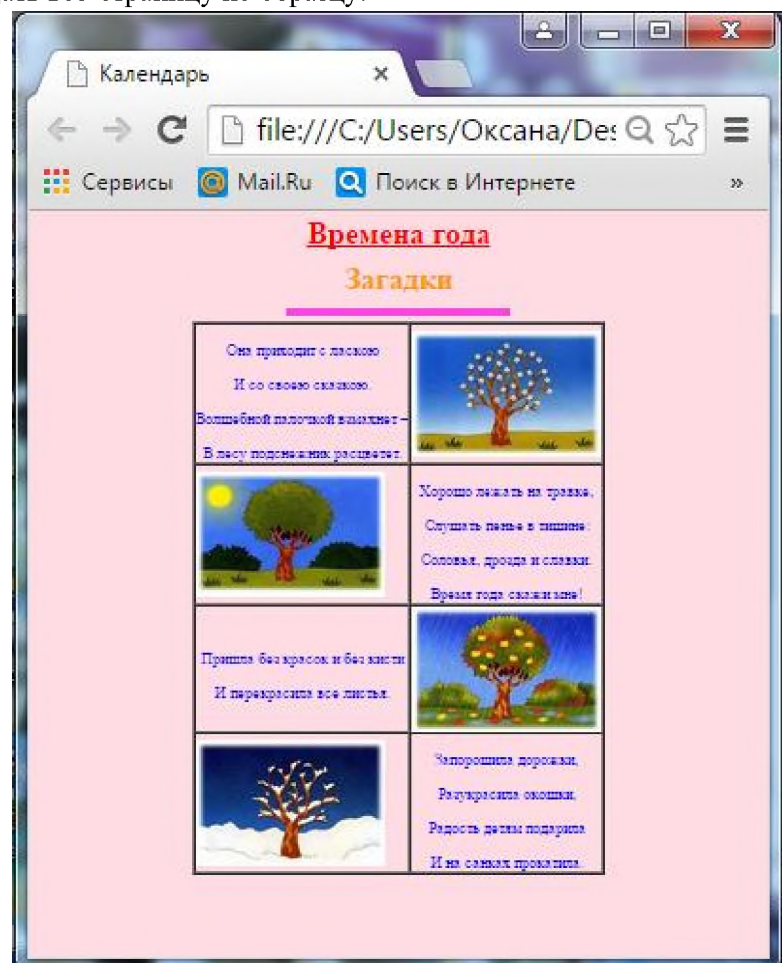 Календарь
file:///C:/Users/Оксана/Des
Сервисы Mail.Ru Поиск в Интернете »
Времена года
Загадки
Она приходит с ласкою
И со своею сказкою.
Волшебной палочкой взмахнет –
В лесу подснежник расцветет.
Хорошо лежать на травке,
Слушать пенье в тишине:
Соловья, дрозда и славки.
Время года скажи мне!
Пришла без красок и без кисти
И перекрасила все листья.
Запорошила дорожки,
Разукрасила окошки,
Радость детям подарила
И на санках прокатила.